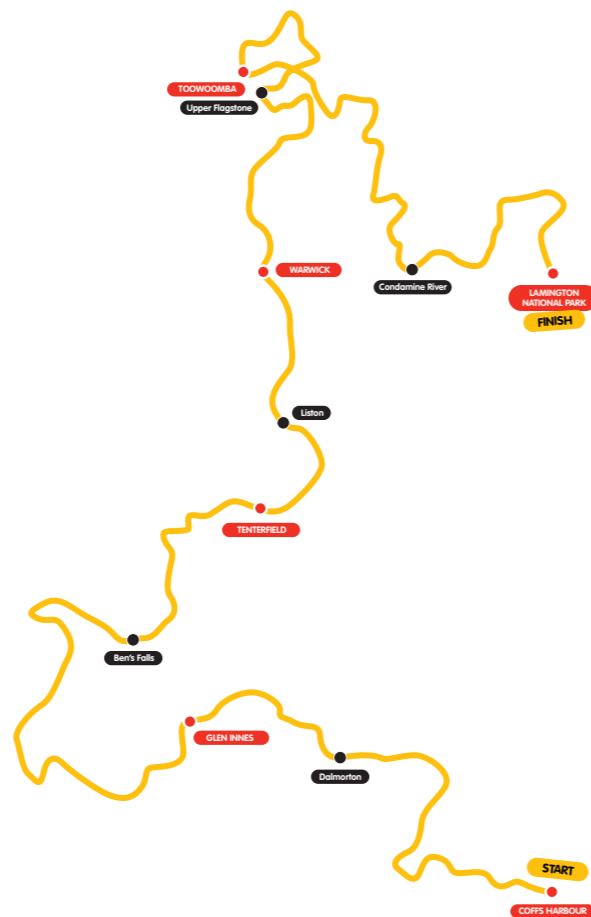 TOOWOOMBA
Upper Flagstone
WARWICK
Condamine River
LAMINGTON
NATIONAL PARK
FINISH
Liston
TENTERFIELD
Ben's Falls
GLEN INNES
Dalmorton
START
COFFS HARBOUR